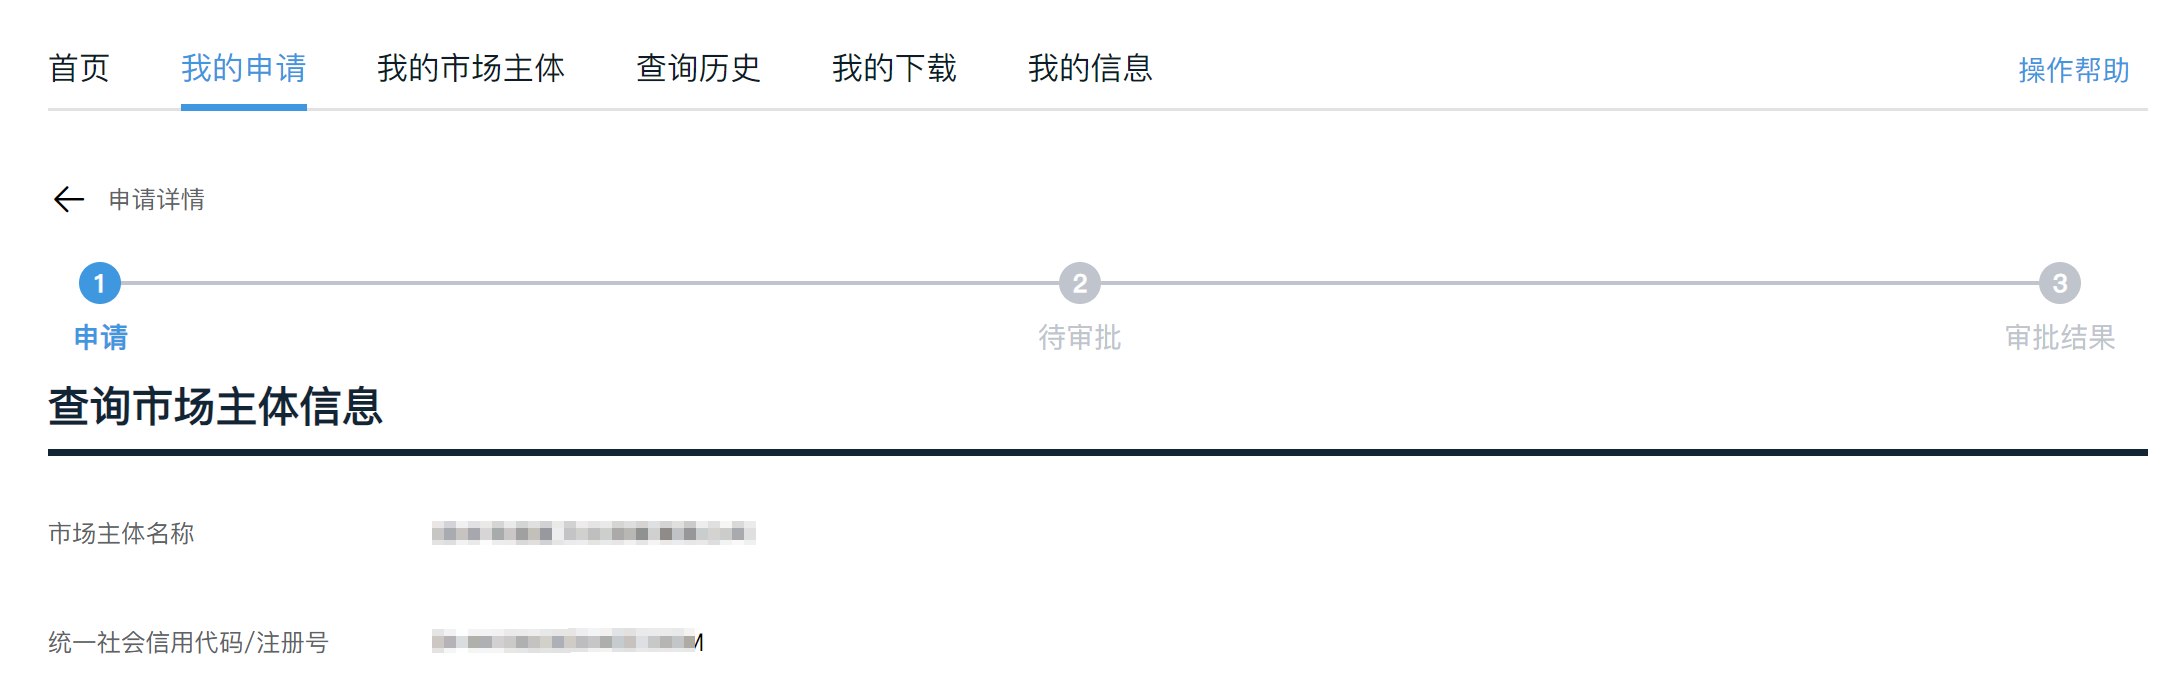 首页 我的申请 我的市场主体 查询历史 我的下载 我的信息 操作帮助
申请详情
1 2 3
申请 待审批 审批结果
查询市场主体信息
市场主体名称
统一社会信用代码/注册号 M